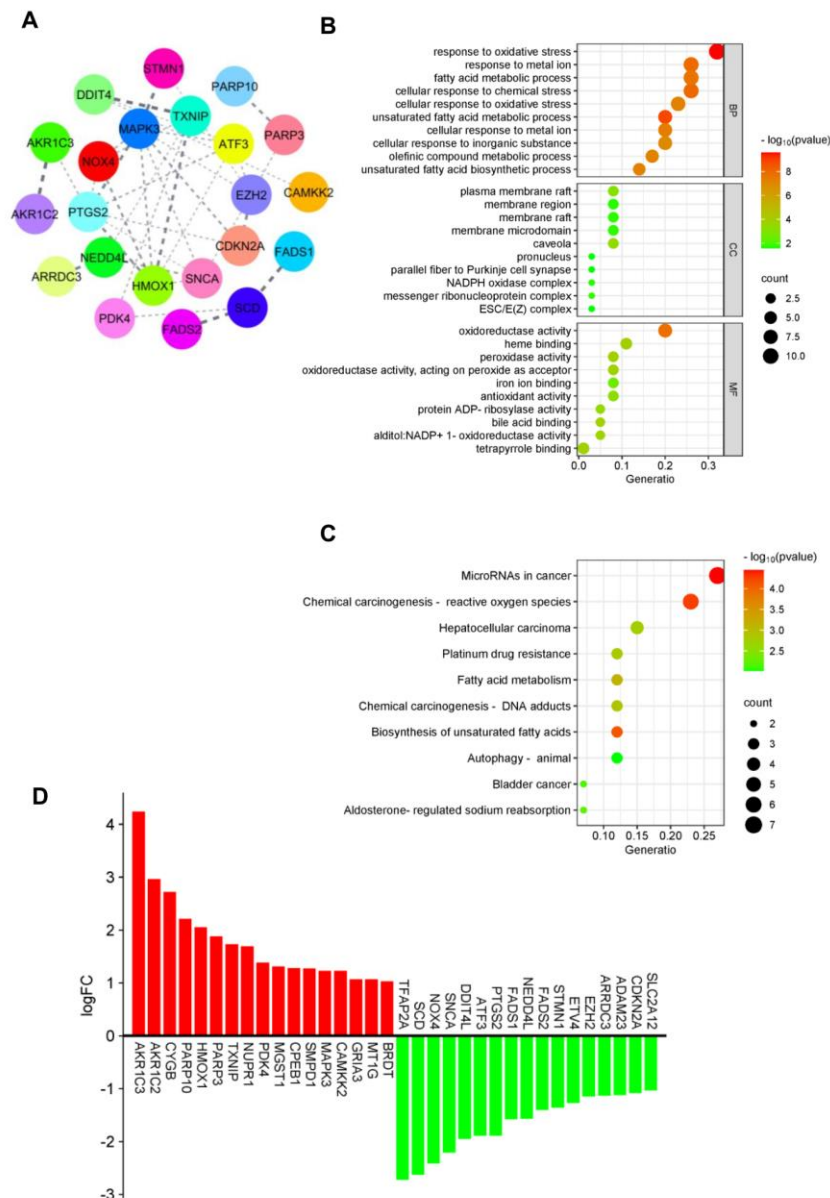 A
STMN1
PARP10
DDIT4
TXNIP
MAPK3
PARP3
AKR1C3
ATF3
NOX4
EZH2
CAMKK2
AKR1C2
PTGS2
CDKN2A
FADS1
ARRDC3
NEDD4L
SNCA
HMOX1
PDK4
SCD
FADS2
B
response to oxidative stress
response to metal ion
fatty acid metabolic process
cellular response to chemical stress
cellular response to oxidative stress
unsaturated fatty acid metabolic process
cellular response to metal ion
cellular response to inorganic substance
olefinic compound metabolic process
unsaturated fatty acid biosynthetic process
BP
plasma membrane raft
membrane region
membrane raft
membrane microdomain
caveola
pronucleus
parallel fiber to Purkinje cell synapse
NADPH oxidase complex
messenger ribonucleoprotein complex
ESC/E(Z) complex
CC
oxidoreductase activity
heme binding
peroxidase activity
oxidoreductase activity, acting on peroxide as acceptor
iron ion binding
antioxidant activity
protein ADP- ribosylase activity
bile acid binding
alditol:NADP+ 1- oxidoreductase activity
tetrapyrrole binding
MF
0.0 0.1 0.2 0.3
Generatio
- log10(pvalue)
8
6
4
2
count
2.5
5.0
7.5
10.0
C
MicroRNAs in cancer
Chemical carcinogenesis - reactive oxygen species
Hepatocellular carcinoma
Platinum drug resistance
Fatty acid metabolism
Chemical carcinogenesis - DNA adducts
Biosynthesis of unsaturated fatty acids
Autophagy - animal
Bladder cancer
Aldosterone- regulated sodium reabsorption
0.10 0.15 0.20 0.25
Generatio
- log10(pvalue)
4.0
3.5
3.0
2.5
count
2
3
4
5
6
7
D
logFC
4
3
2
1
0
-1
-2
-3
AKR1C3
AKR1C2
CYGB
PARP10
HMOX1
PARP3
TXNIP
NUPR1
PDK4
MGST1
CPEB1
SMPD1
MAPK3
CAMKK2
GRIA3
MT1G
BRDT
TFAP2A
SCD
NOX4
SNCA
DDIT4L
ATF3
PTGS2
FADS1
NEDD4L
FADS2
STMN1
ETV4
EZH2
ARRDC3
ADAM23
CDKN2A
SLC2A12